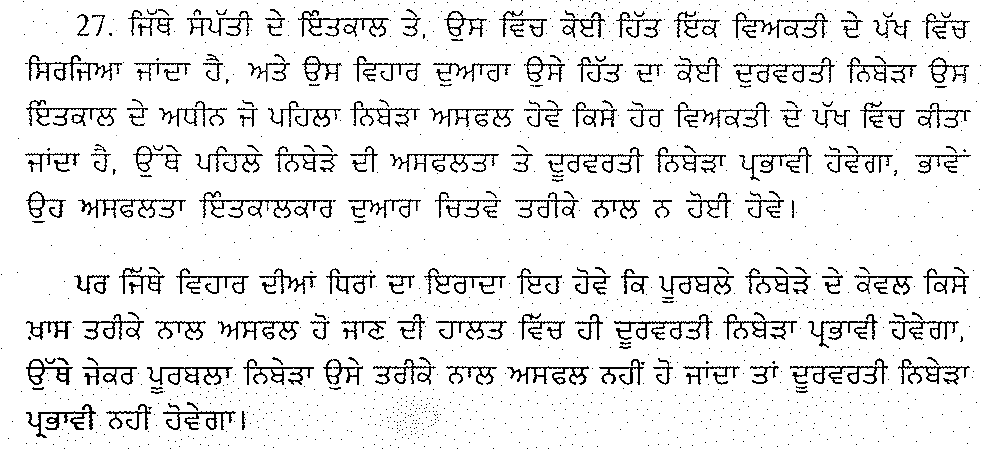 27. ਜਿੱਥੇ ਸੰਪੱਤੀ ਦੇ ਇੰਤਕਾਲ ਤੇ, ਉਸ ਵਿੱਚ ਕੋਈ ਹਿੱਤ ਇੱਕ ਵਿਅਕਤੀ ਦੇ ਪੱਖ ਵਿੱਚ
ਸਿਰਜਿਆ ਜਾਂਦਾ ਹੈ, ਅਤੇ ਉਸ ਵਿਹਾਰ ਦੁਆਰਾ ਉਸੇ ਹਿੱਤ ਦਾ ਕੋਈ ਦੁਰਵਰਤੀ ਨਿਬੇੜਾ ਉਸ
ਇੰਤਕਾਲ ਦੇ ਅਧੀਨ ਜੋ ਪਹਿਲਾ ਨਿਬੇੜਾ ਅਸਫਲ ਹੋਵੇ ਕਿਸੇ ਹੋਰ ਵਿਅਕਤੀ ਦੇ ਪੱਖ ਵਿੱਚ ਕੀਤਾ
ਜਾਂਦਾ ਹੈ, ਉੱਥੇ ਪਹਿਲੇ ਨਿਬੇੜੇ ਦੀ ਅਸਫਲਤਾ ਤੇ ਦੂਰਵਰਤੀ ਨਿਬੇੜਾ ਪ੍ਰਭਾਵੀ ਹੋਵੇਗਾ, ਭਾਵੇਂ
ਉਹ ਅਸਫਲਤਾ ਇੰਤਕਾਲਕਾਰ ਦੁਆਰਾ ਚਿਤਵੇ ਤਰੀਕੇ ਨਾਲ ਨ ਹੋਈ ਹੋਵੇ।
ਪਰ ਜਿੱਥੇ ਵਿਹਾਰ ਦੀਆਂ ਧਿਰਾਂ ਦਾ ਇਰਾਦਾ ਇਹ ਹੋਵੇ ਕਿ ਪੂਰਬਲੇ ਨਿਬੇੜੇ ਦੇ ਕੇਵਲ ਕਿਸੇ
ਖ਼ਾਸ ਤਰੀਕੇ ਨਾਲ ਅਸਫਲ ਹੋ ਜਾਣ ਦੀ ਹਾਲਤ ਵਿੱਚ ਹੀ ਦੂਰਵਰਤੀ ਨਿਬੇੜਾ ਪ੍ਰਭਾਵੀ ਹੋਵੇਗਾ,
ਉੱਥੇ ਜੇਕਰ ਪੂਰਬਲਾ ਨਿਬੇੜਾ ਉਸੇ ਤਰੀਕੇ ਨਾਲ ਅਸਫਲ ਨਹੀਂ ਹੋ ਜਾਂਦਾ ਤਾਂ ਦੂਰਵਰਤੀ ਨਿਬੇੜਾ
ਪ੍ਰਭਾਵੀ ਨਹੀਂ ਹੋਵੇਗਾ।